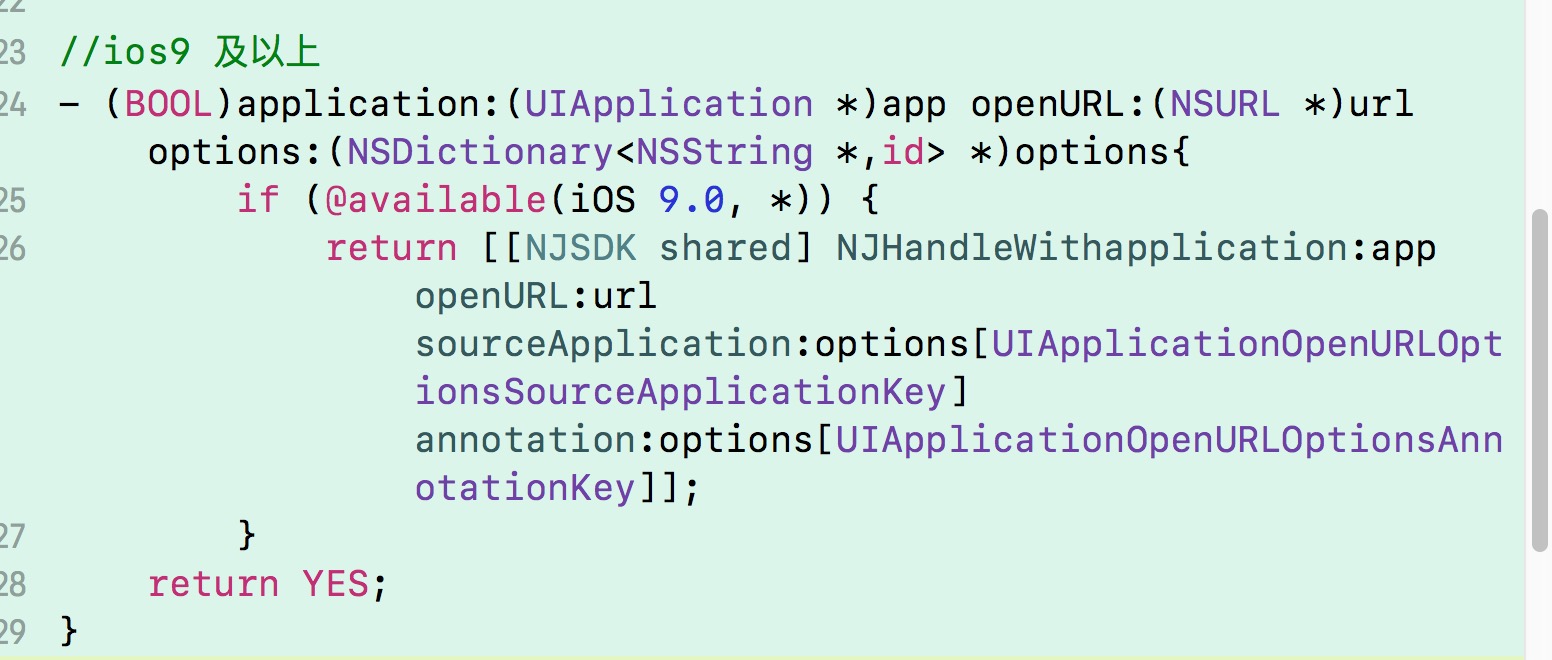 22
23 //ios9 及以上
24 - (BOOL)application:(UIApplication *)app openURL:(NSURL *)url
options:(NSDictionary<NSString *,id> *)options{
25 if (@available(iOS 9.0, *)) {
26 return [[NJSDK shared] NJHandleWithapplication:app
openURL:url
sourceApplication:options[UIApplicationOpenURLOpt
ionsSourceApplicationKey]
annotation:options[UIApplicationOpenURLOptionsAnn
otationKey]];
27 }
28 return YES;
29 }